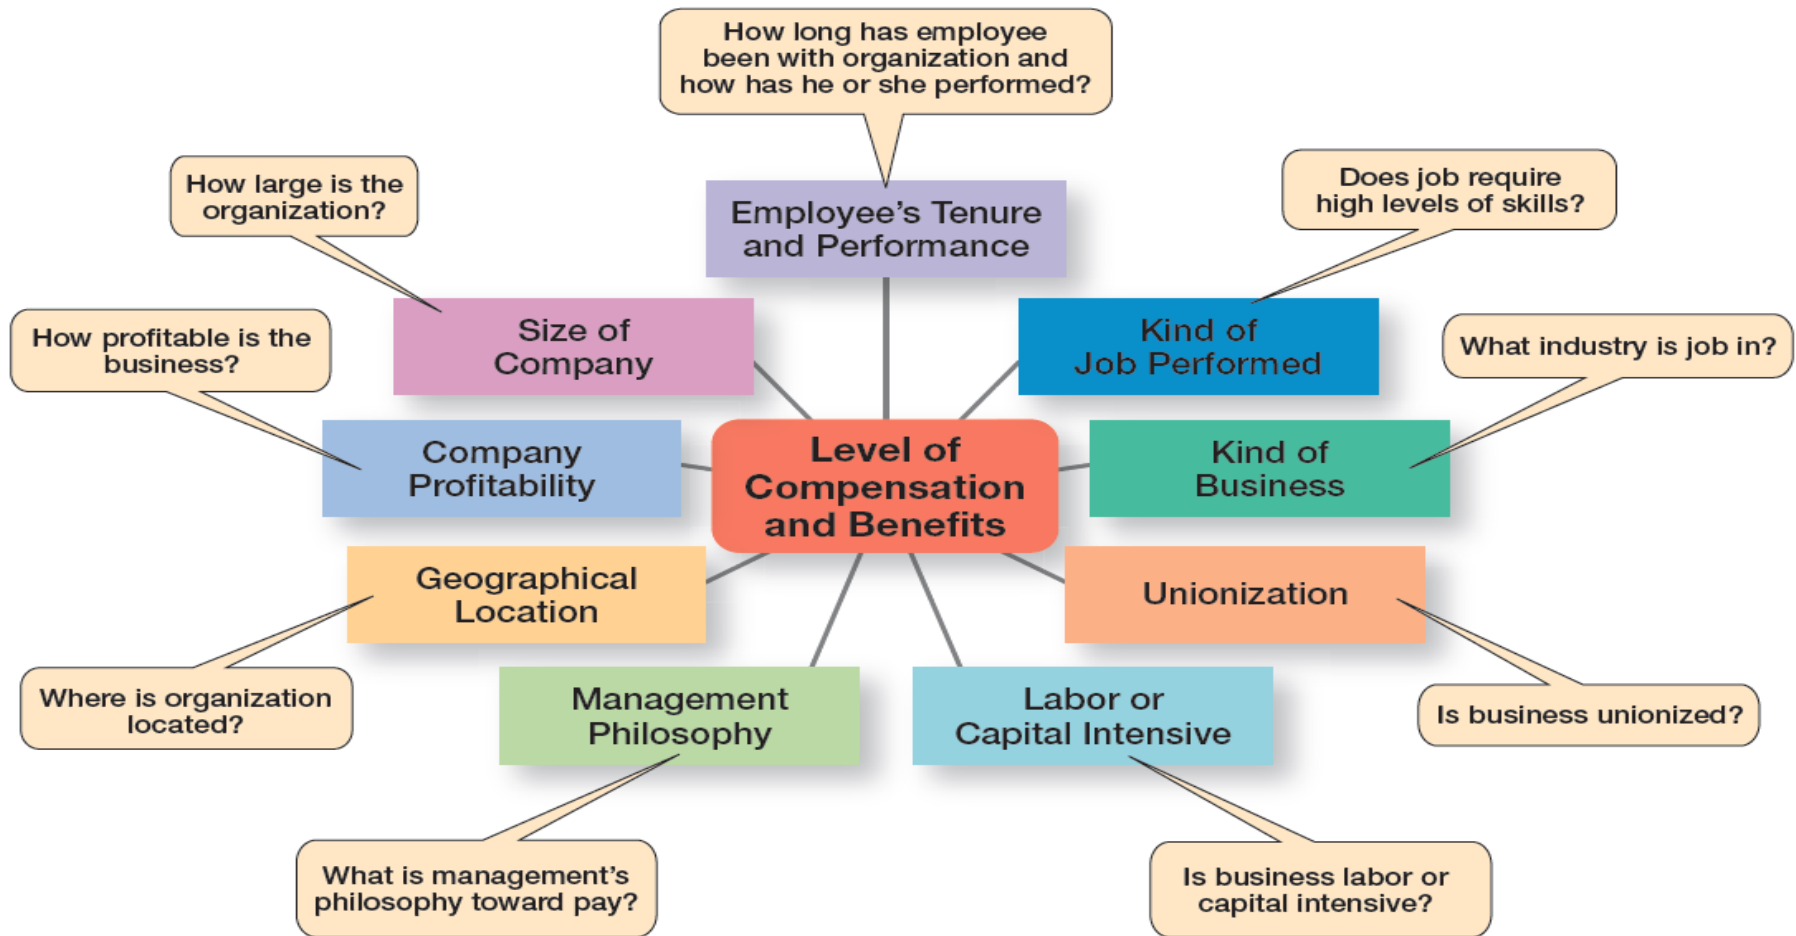 How long has employee
been with organization and
how has he or she performed?
Employee's Tenure
and Performance
How large is the
organization?
Size of
Company
Does job require
high levels of skills?
Kind of
Job Performed
How profitable is the
business?
Company
Profitability
Level of
Compensation
and Benefits
What industry is job in?
Kind of
Business
Geographical
Location
Where is organization
located?
Unionization
Is business unionized?
Management
Philosophy
What is management's
philosophy toward pay?
Labor or
Capital Intensive
Is business labor or
capital intensive?